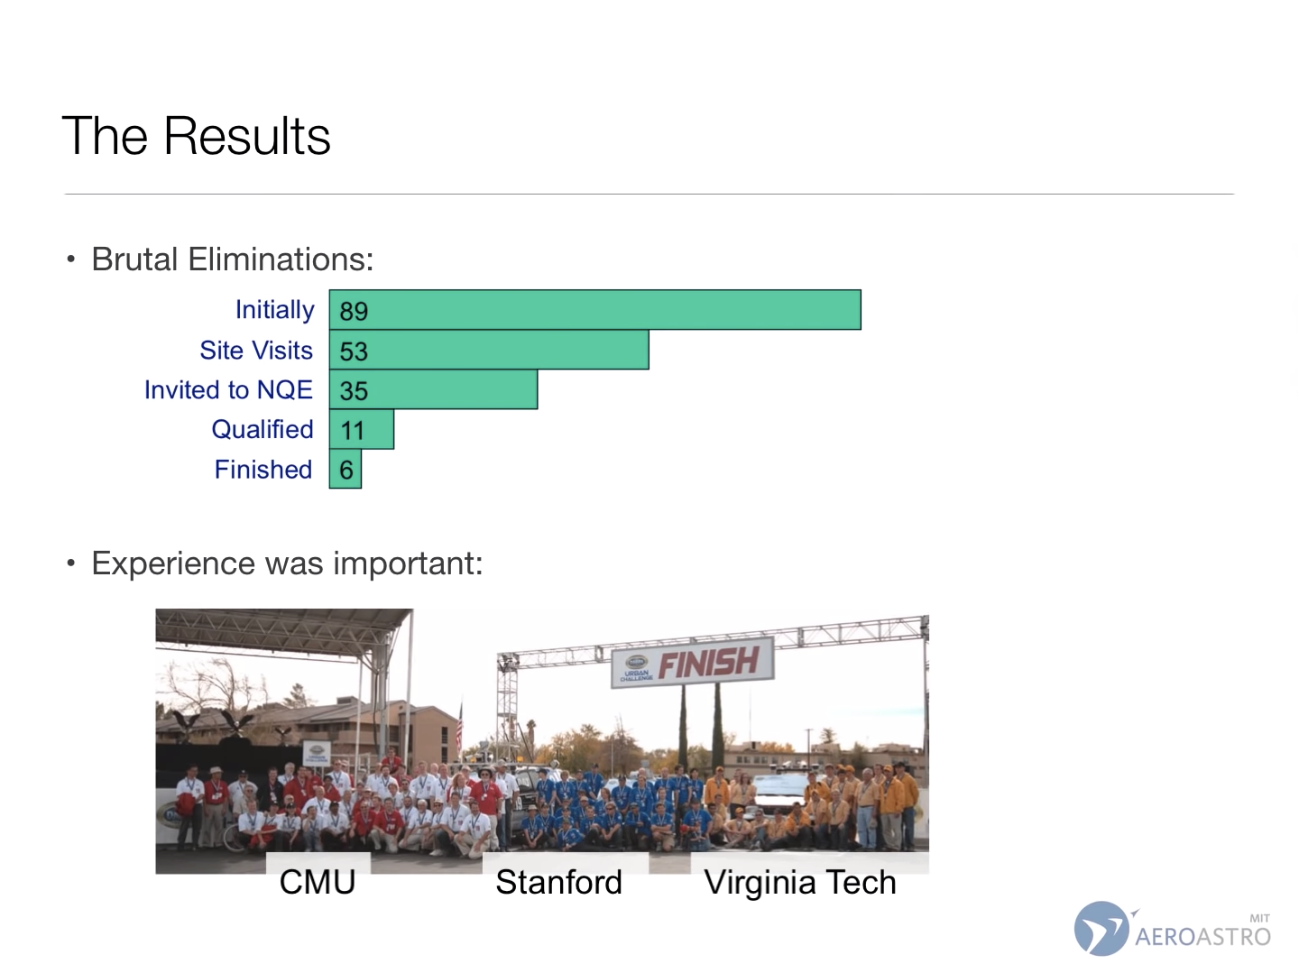 The Results
• Brutal Eliminations:
Initially 89
Site Visits 53
Invited to NQE 35
Qualified 11
Finished 6
• Experience was important:
URBAN
CHALLENGE
FINISH
CMU
Stanford
Virginia Tech
MIT
AEROASTRO